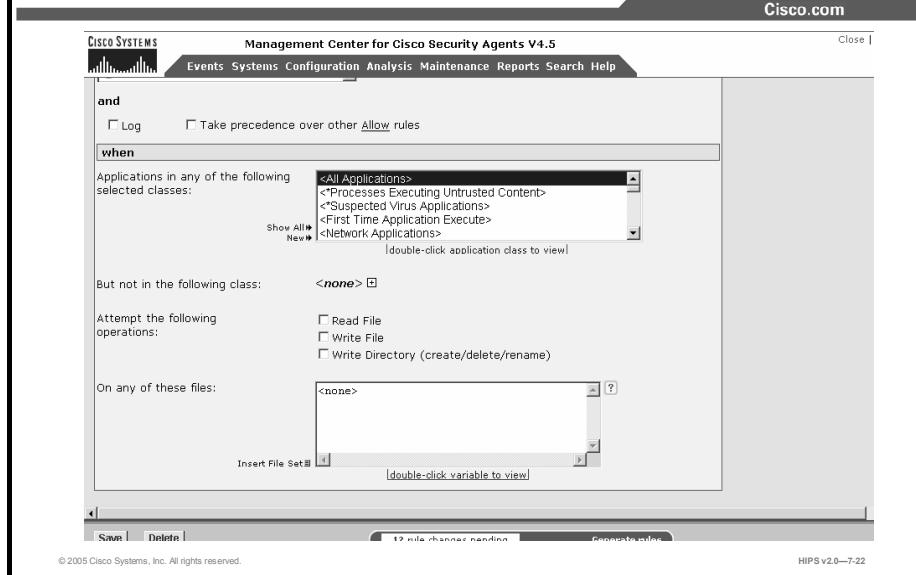 Cisco.com
CISCO SYSTEMS
Management Center for Cisco Security Agents V4.5
Close |
Events Systems Configuration Analysis Maintenance Reports Search Help
and
Log
Take precedence over other Allow rules
when
Applications in any of the following
selected classes:
<All Applications>
<*Processes Executing Untrusted Content>
<*Suspected Virus Applications>
<First Time Application Execute>
<Network Applications>
Show All
New
[double-click application class to view]
But not in the following class:
<none>
Attempt the following
operations:
Read File
Write File
Write Directory (create/delete/rename)
On any of these files:
<none>
?
Insert File Set
[double-click variable to view]
Save
Delete
12 rule changes pending
Generate rules
© 2005 Cisco Systems, Inc. All rights reserved.
HIPS v2.0—7-22